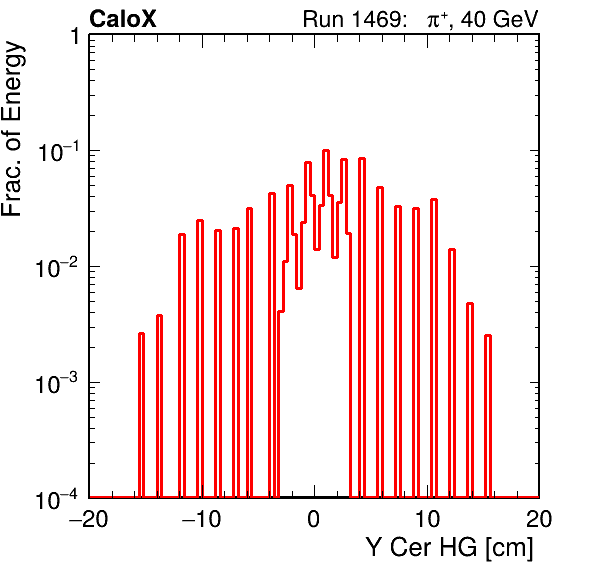 CaloX Run 1469: π⁺, 40 GeV
Frac. of Energy
1
10⁻¹
10⁻²
10⁻³
10⁻⁴
−20 −10 0 10 20
Y Cer HG [cm]